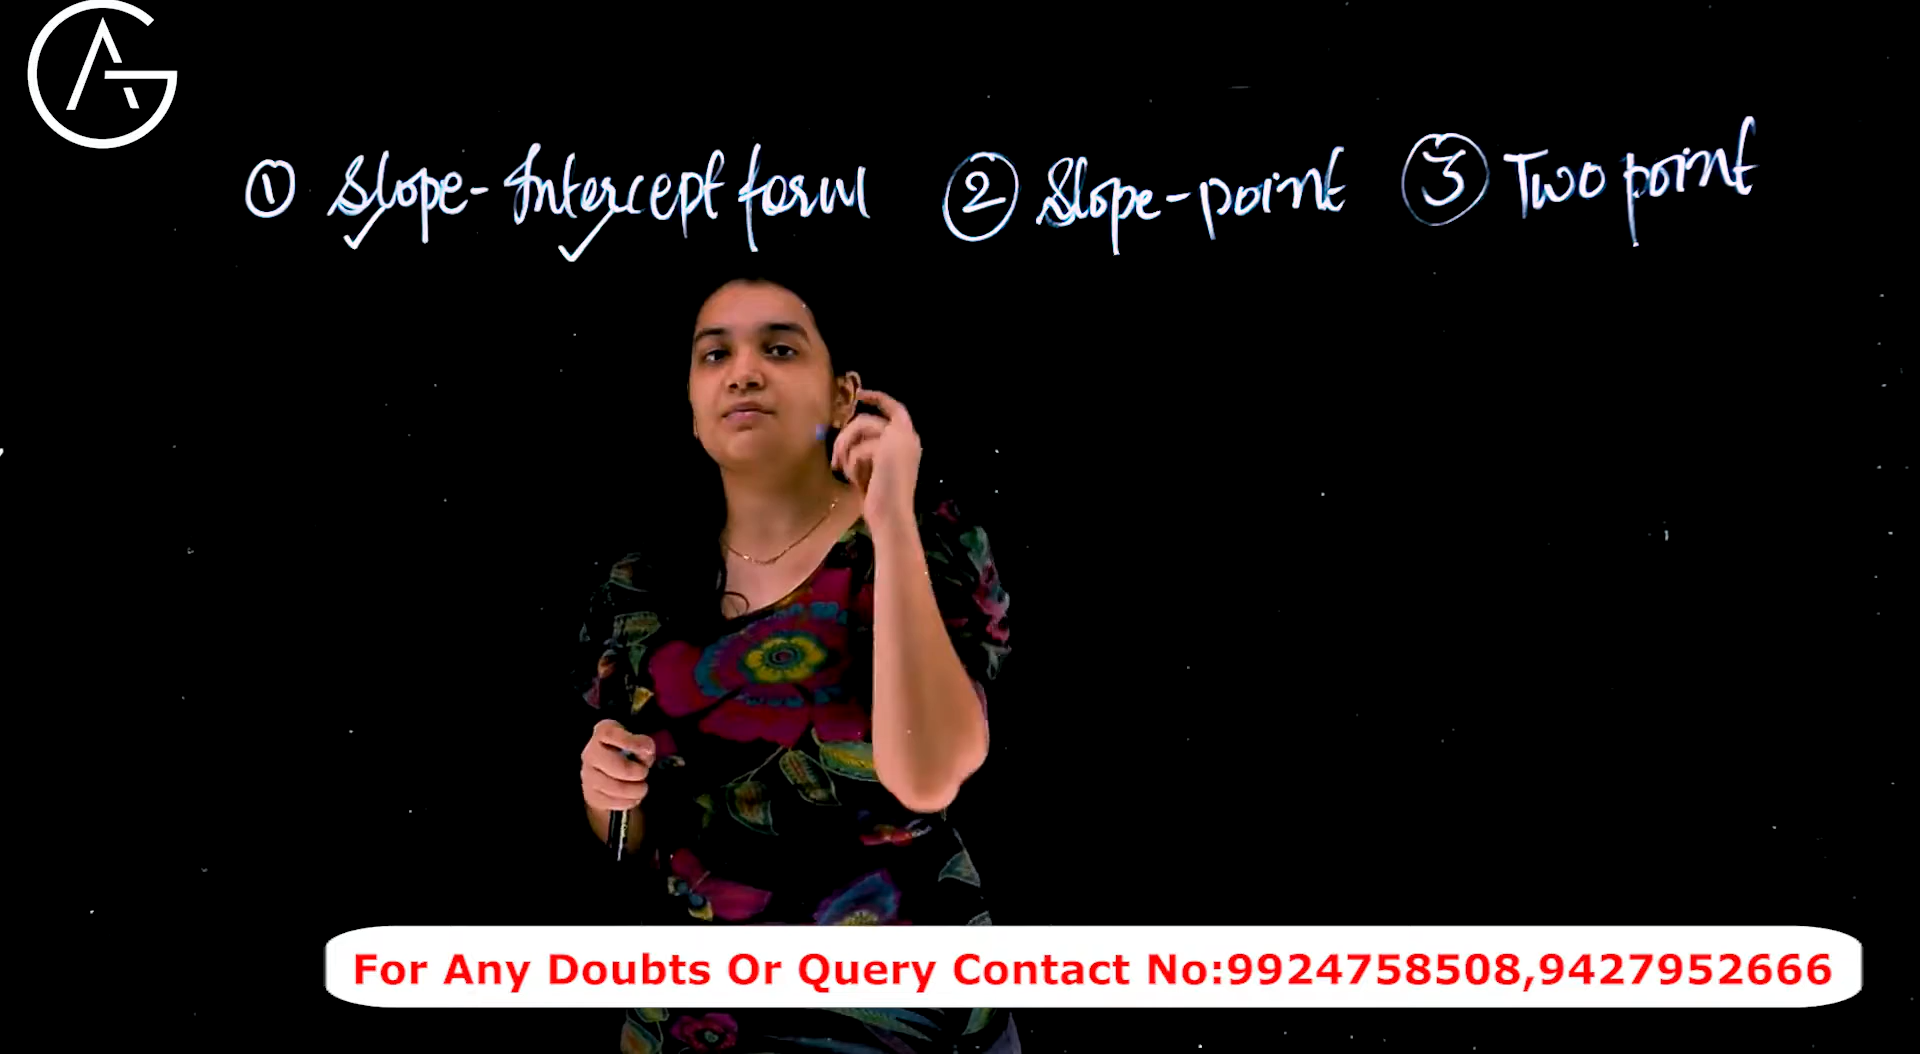 AG
① Slope-Intercept form ② Slope-point ③ Two point
For Any Doubts Or Query Contact No:9924758508,9427952666